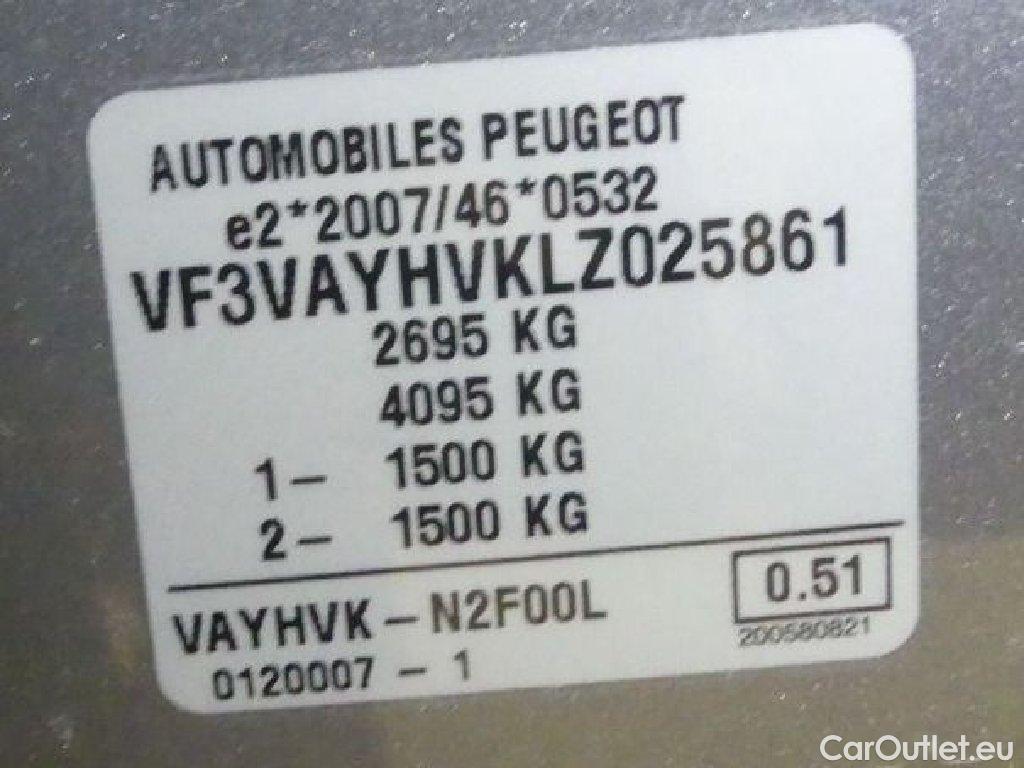 AUTOMOBILES PEUGEOT
e2*2007/46*0532
VF3VAYHVKLZ025861
2695 KG
4095 KG
1- 1500 KG
2- 1500 KG
VAYHVK-N2F00L
0.51
0120007-1
200580821
CarOutlet.eu